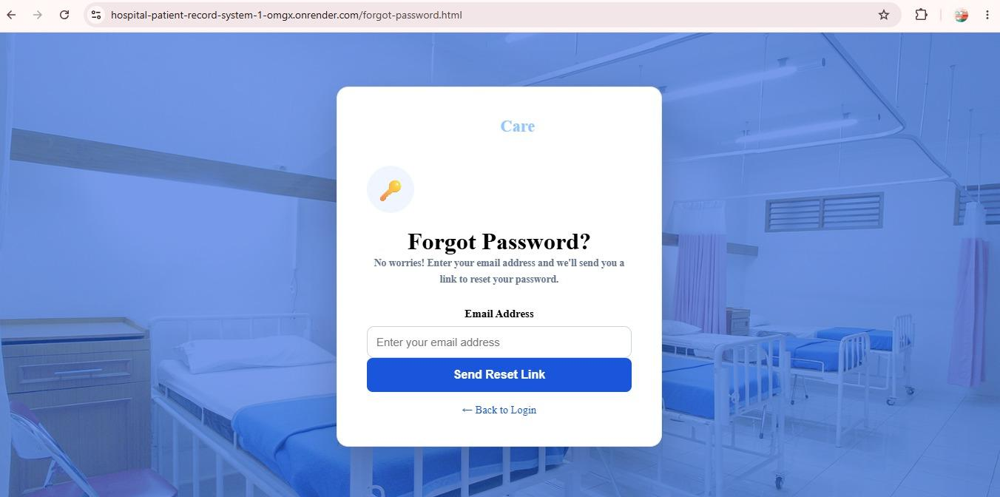 hospital-patient-record-system-1-omgx.onrender.com/forgot-password.html
Care
Forgot Password?
No worries! Enter your email address and we'll send you a
link to reset your password.
Email Address
Enter your email address
Send Reset Link
← Back to Login